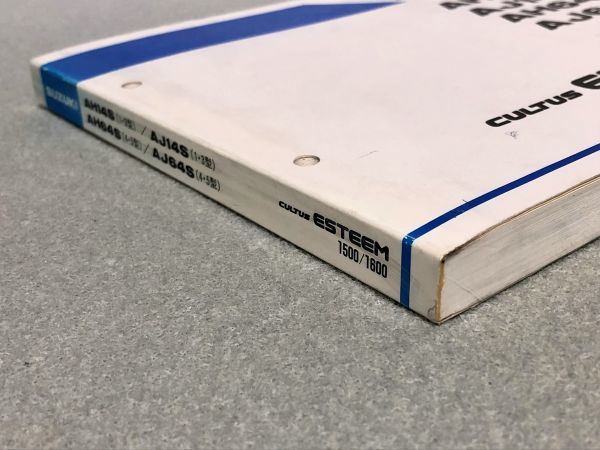 SUZUKI
AH14S(1・3型)/AJ14S(1・3型)
AH64S(4・5型)/AJ64S(4・5型)
CULTUS ESTEEM
1500/1600
CULTUS